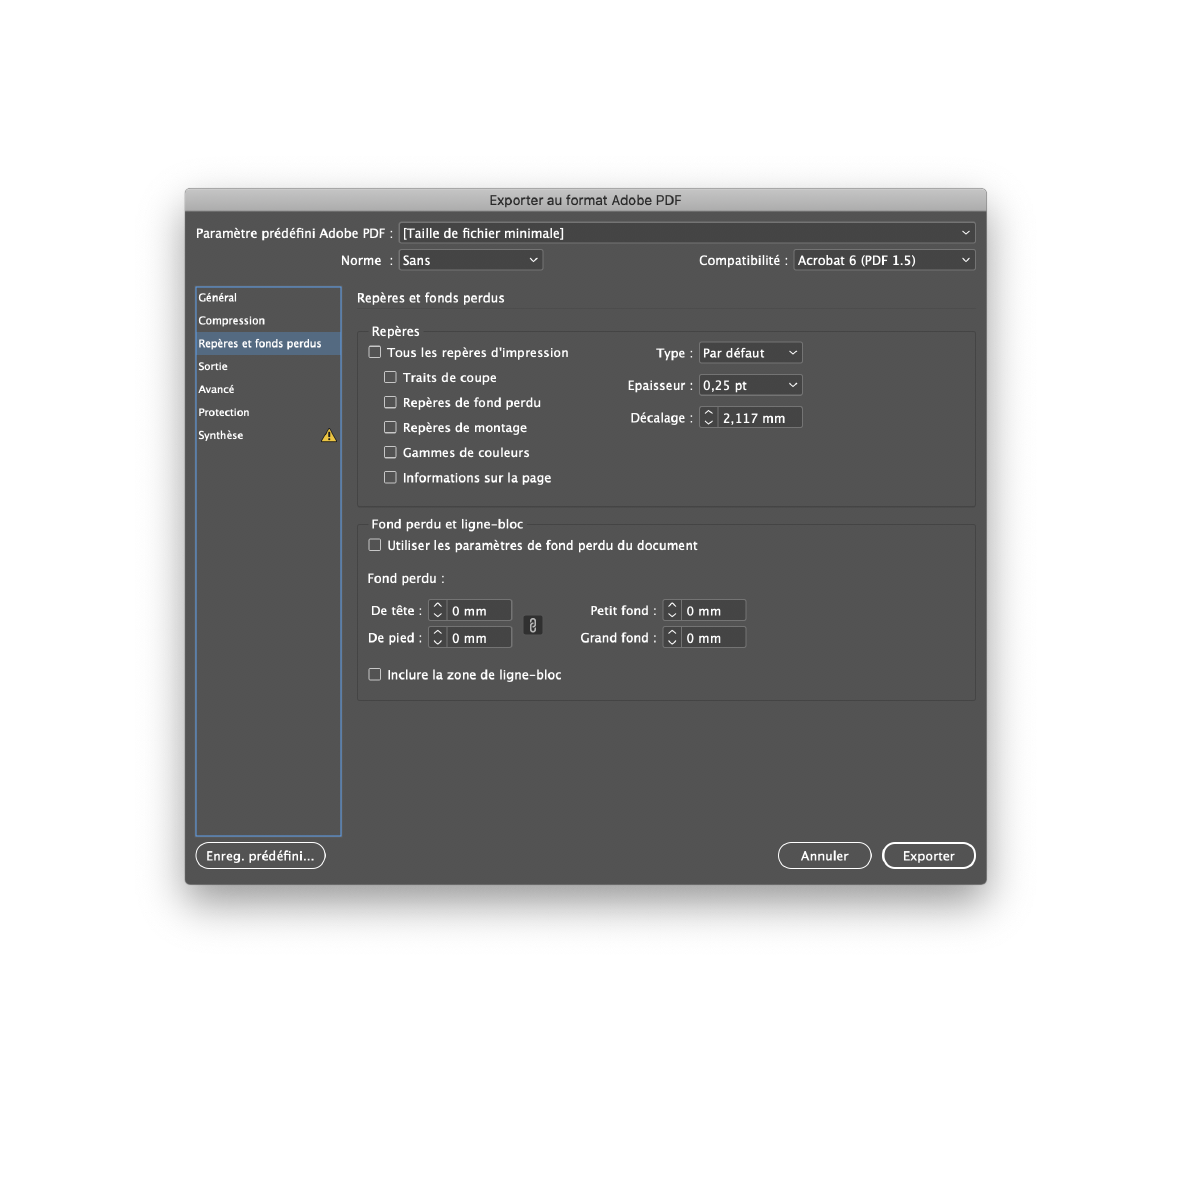 Exporter au format Adobe PDF
Paramètre prédéfini Adobe PDF : [Taille de fichier minimale]
Norme : Sans Compatibilité : Acrobat 6 (PDF 1.5)
Général
Compression
Repères et fonds perdus
Sortie
Avancé
Protection
Synthèse
Repères et fonds perdus
Repères
Tous les repères d'impression Type : Par défaut
Traits de coupe Epaisseur : 0,25 pt
Repères de fond perdu Décalage : 2,117 mm
Repères de montage
Gammes de couleurs
Informations sur la page
Fond perdu et ligne-bloc
Utiliser les paramètres de fond perdu du document
Fond perdu :
De tête : 0 mm Petit fond : 0 mm
De pied : 0 mm Grand fond : 0 mm
Inclure la zone de ligne-bloc
Enreg. prédéfini... Annuler Exporter